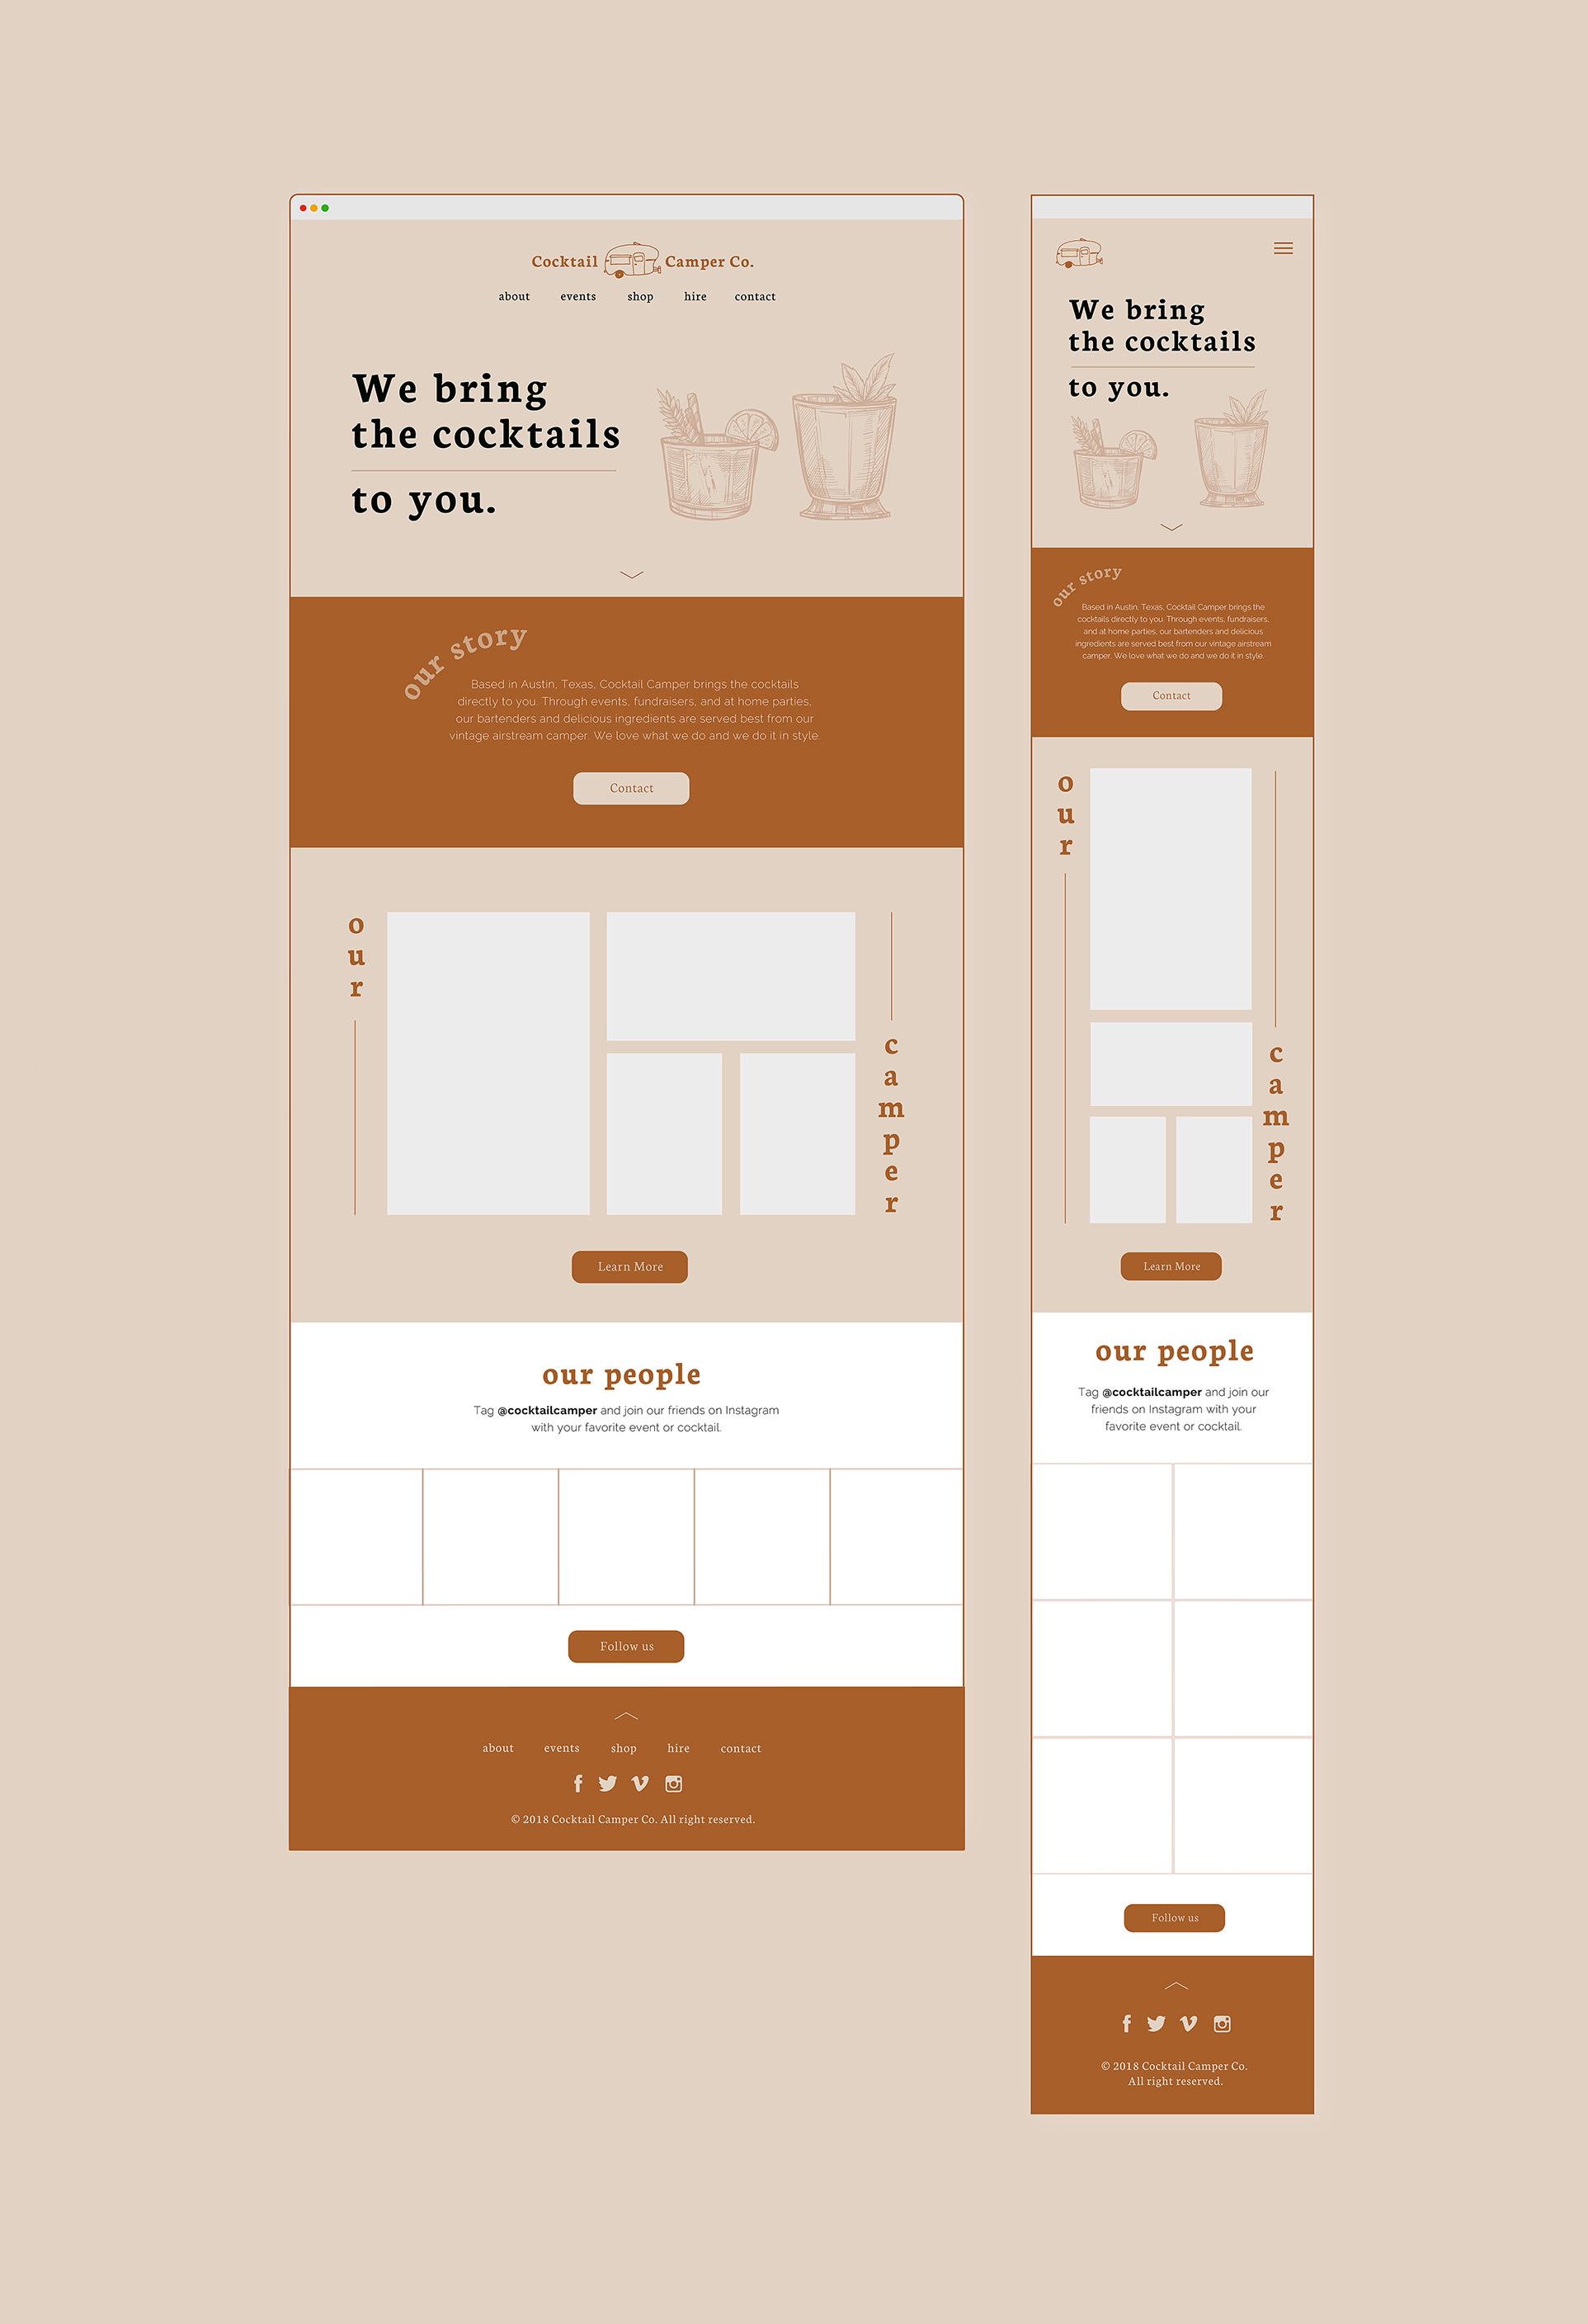 Cocktail Camper Co.
about events shop hire contact
We bring
the cocktails
to you.
our story
Based in Austin, Texas, Cocktail Camper brings the cocktails
directly to you. Through events, fundraisers, and at home parties,
our bartenders and delicious ingredients are served best from our
vintage airstream camper. We love what we do and we do it in style.
Contact
our
camper
Learn More
our people
Tag @cocktailcamper and join our friends on Instagram
with your favorite event or cocktail.
Follow us
about events shop hire contact
© 2018 Cocktail Camper Co. All right reserved.
We bring
the cocktails
to you.
our story
Based in Austin, Texas, Cocktail Camper brings the
cocktails directly to you. Through events, fundraisers,
and at home parties, our bartenders and delicious
ingredients are served best from our vintage airstream
camper. We love what we do and we do it in style.
Contact
our
camper
Learn More
our people
Tag @cocktailcamper and join our
friends on Instagram with your
favorite event or cocktail.
Follow us
© 2018 Cocktail Camper Co.
All right reserved.